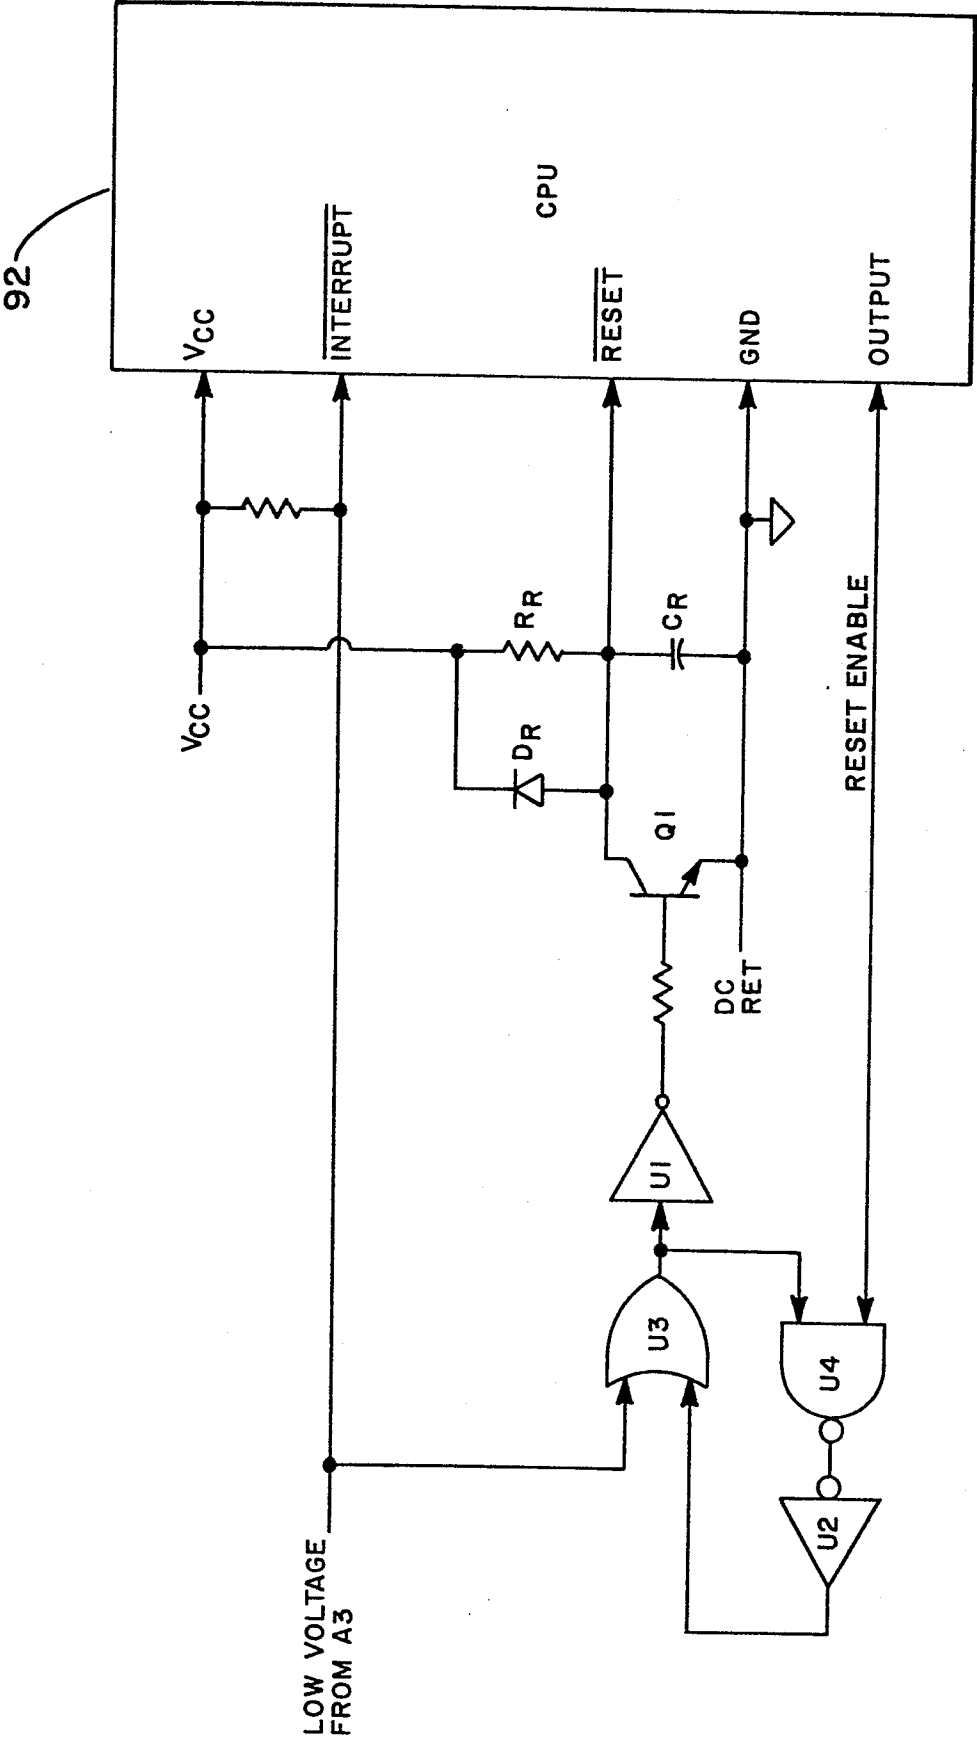 92
VCC
INTERRUPT
CPU
RESET
GND
OUTPUT
VCC
RR
CR
DR
Q1
RESET ENABLE
DC
RET
U1
U3
U4
U2
LOW VOLTAGE
FROM A3